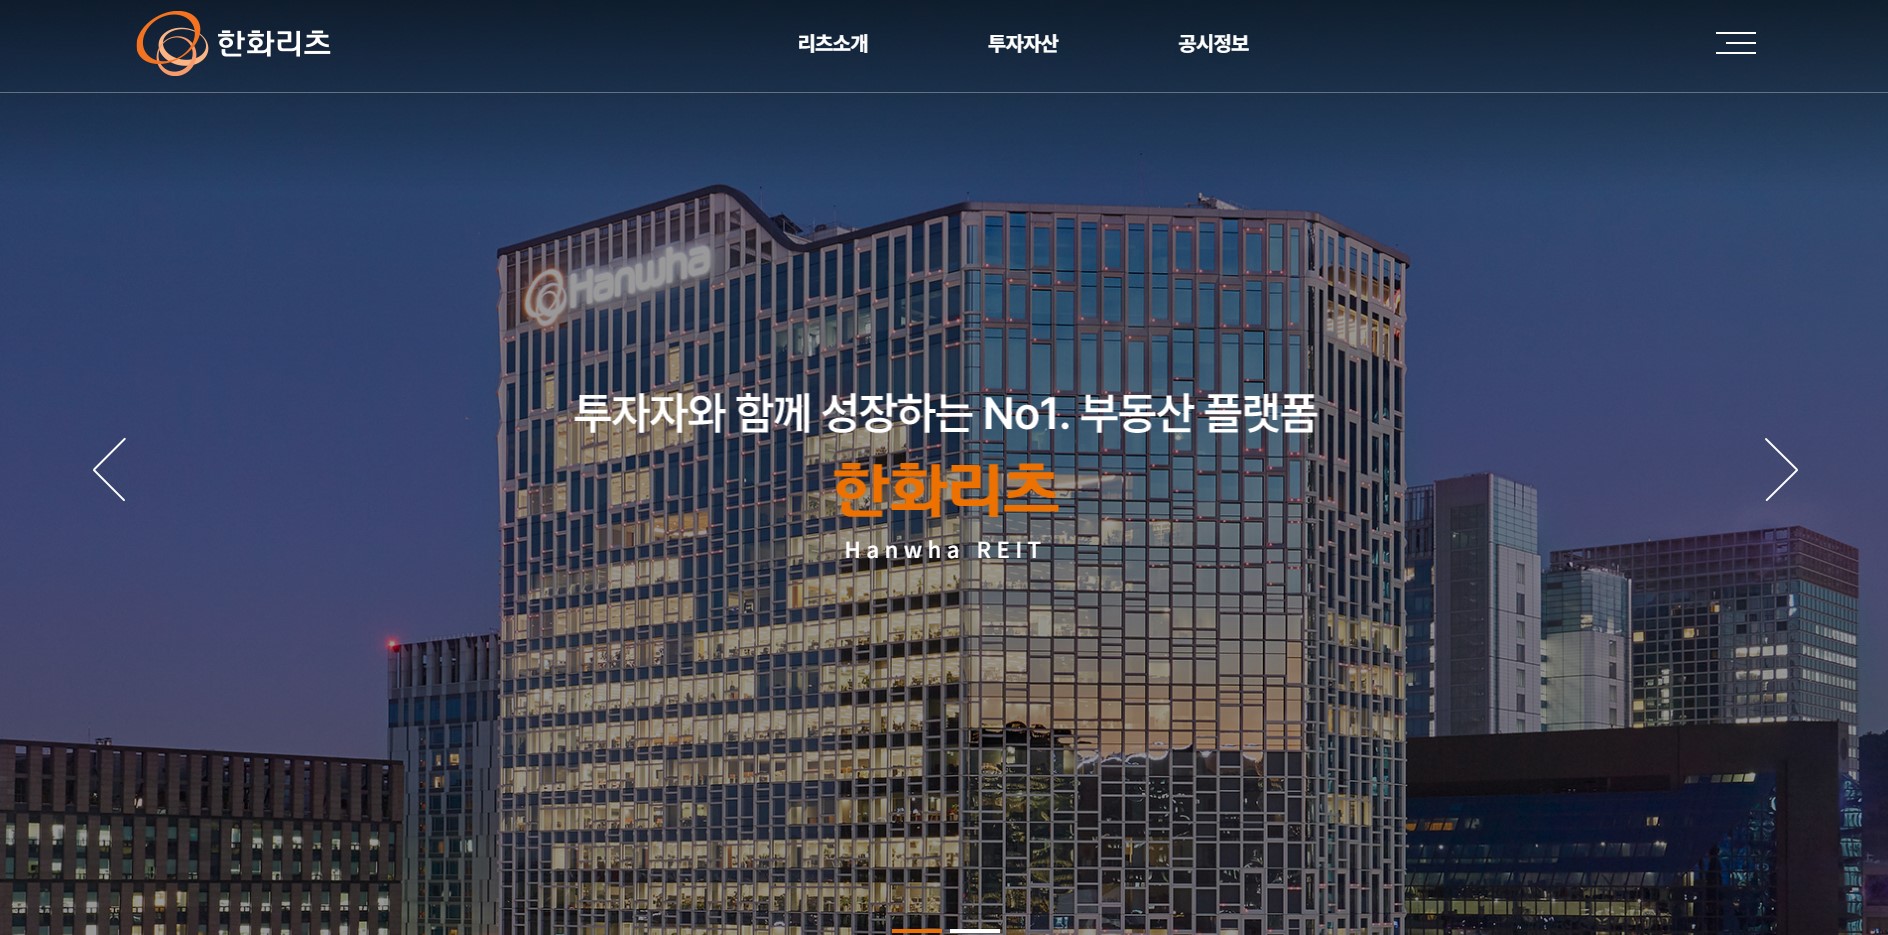 한화리츠
리츠소개
투자자산
공시정보
Hanwha
투자자와 함께 성장하는 No1. 부동산 플랫폼
한화리츠
Hanwha REIT